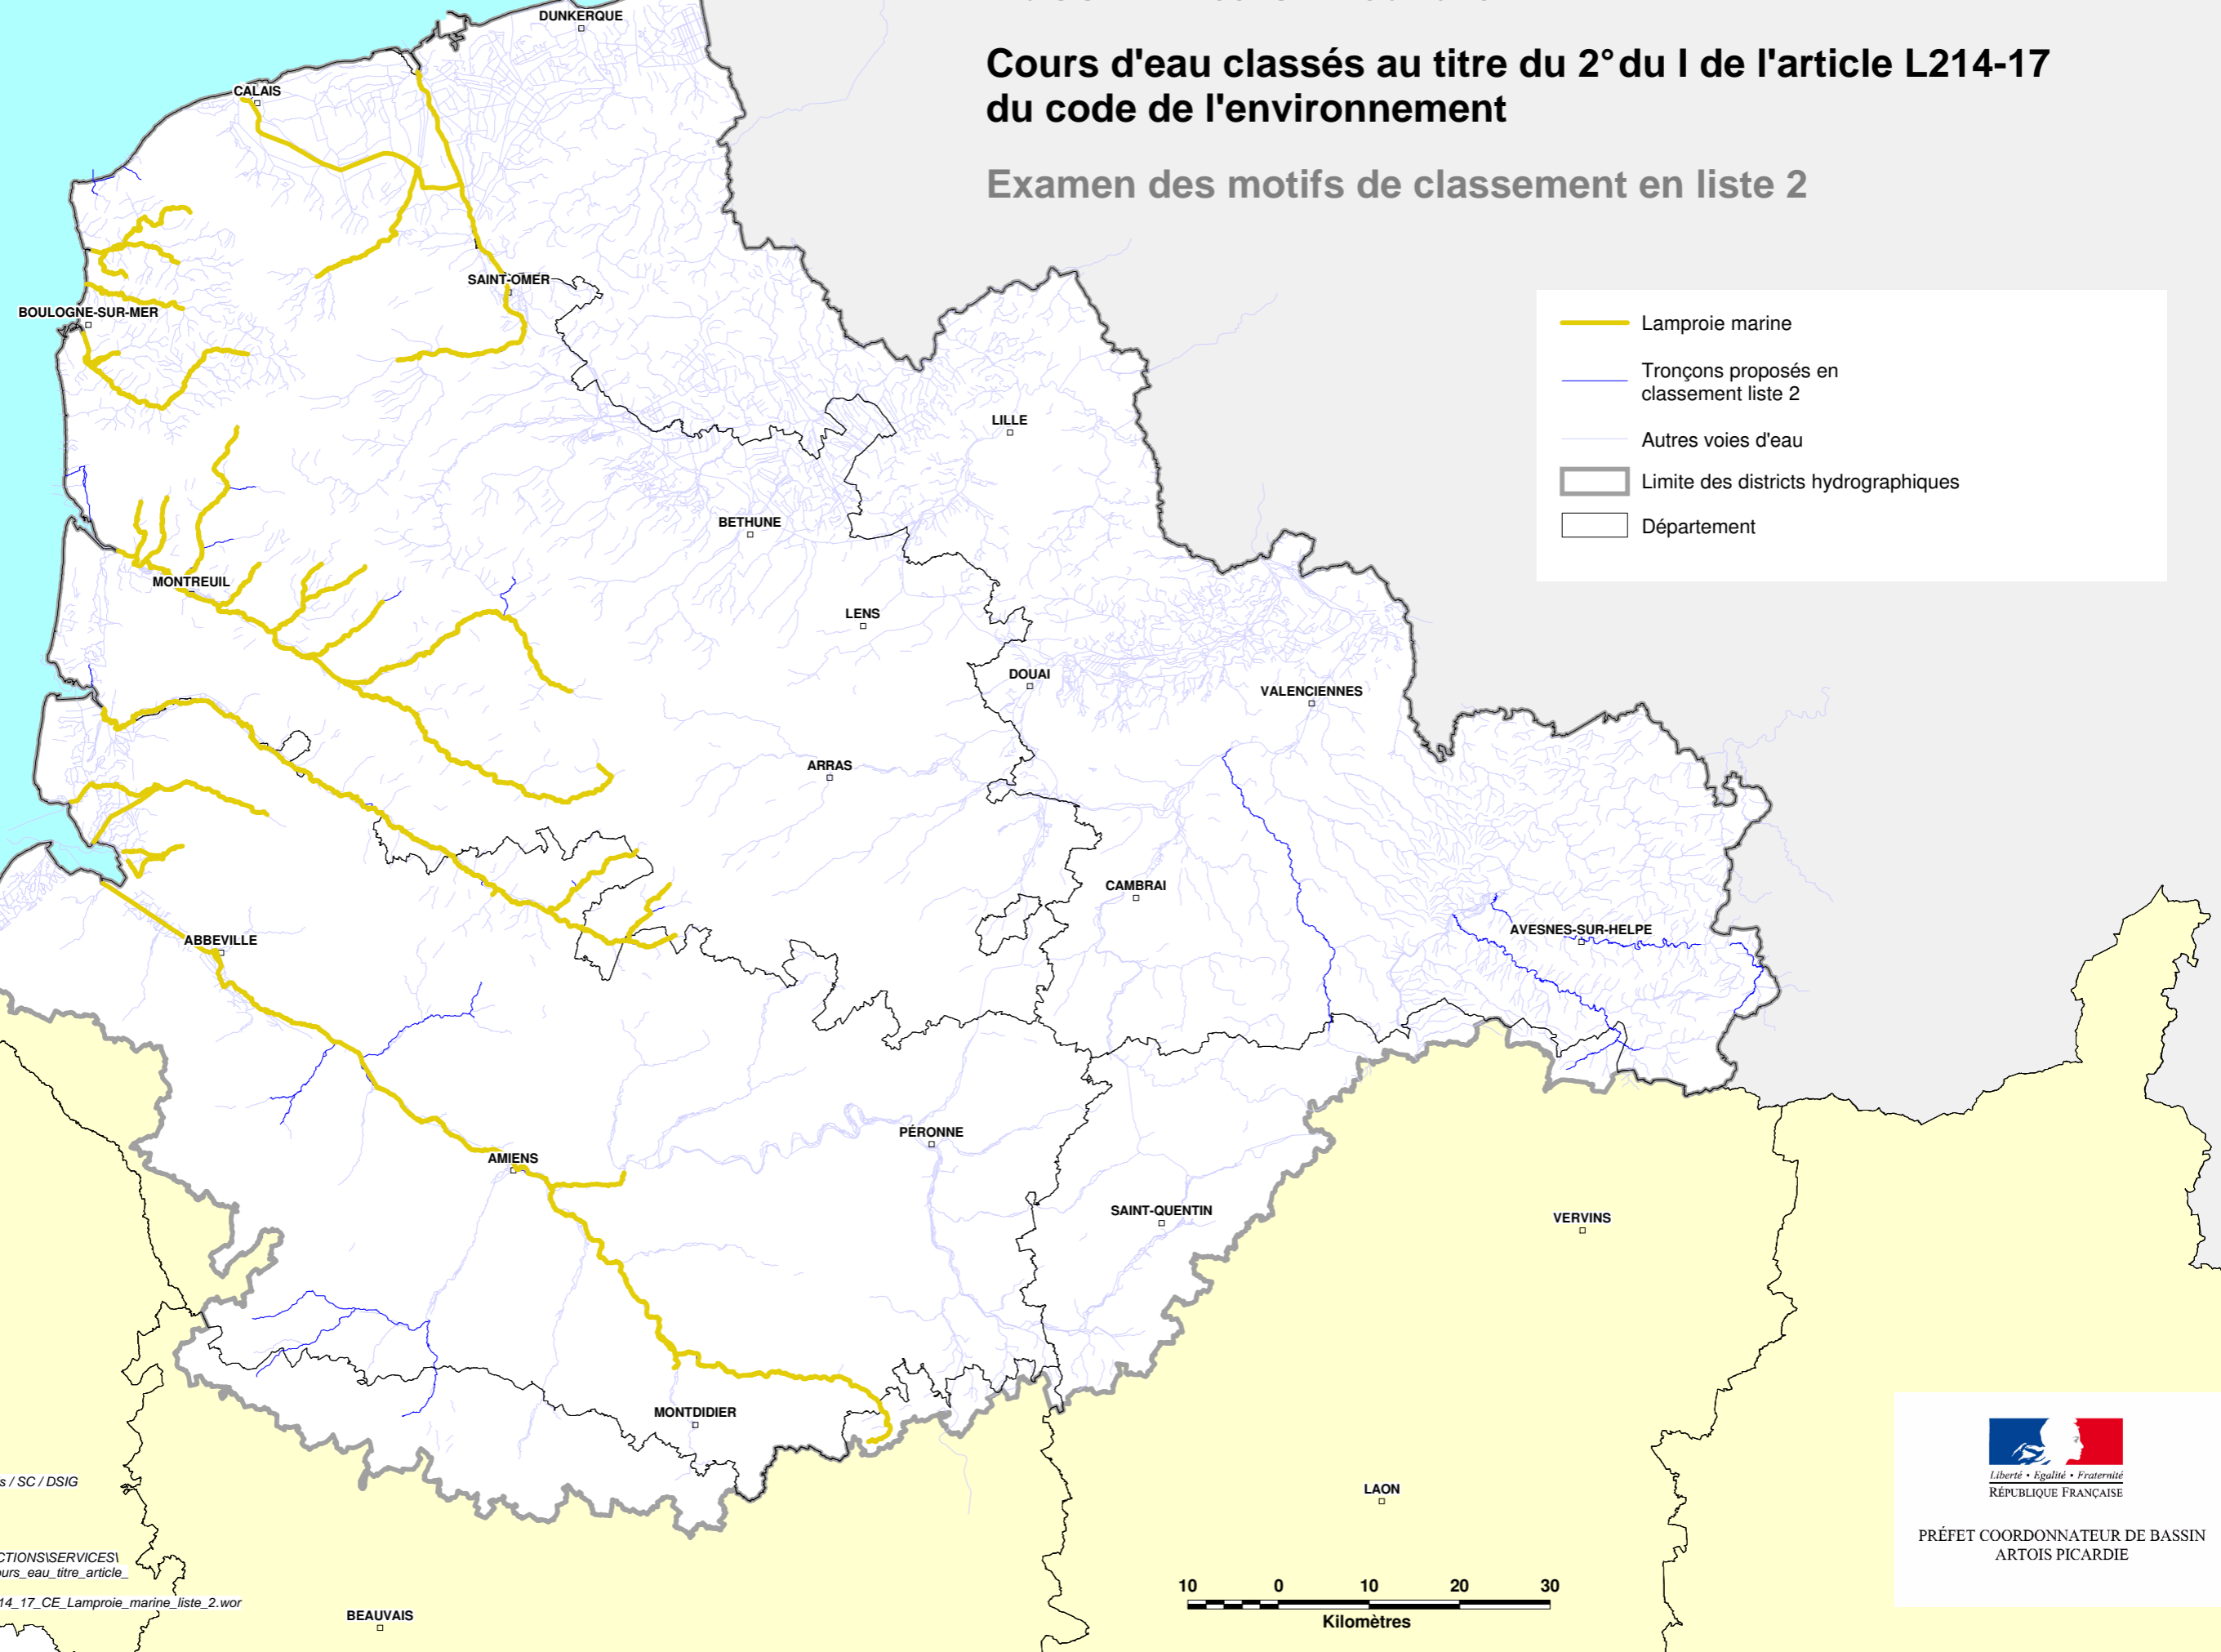 Cours d'eau classés au titre du 2° du I de l'article L214-17
du code de l'environnement
Examen des motifs de classement en liste 2
Lamproie marine
Tronçons proposés en
classement liste 2
Autres voies d'eau
Limite des districts hydrographiques
Département
DUNKERQUE
CALAIS
SAINT-OMER
BOULOGNE-SUR-MER
LILLE
BETHUNE
MONTREUIL
LENS
DOUAI
VALENCIENNES
ARRAS
CAMBRAI
AVESNES-SUR-HELPE
ABBEVILLE
PÉRONNE
AMIENS
SAINT-QUENTIN
VERVINS
MONTDIDIER
LAON
BEAUVAIS
s / SC / DSIG
CTIONS\SERVICES\
ours_eau_titre_article_
14_17_CE_Lamproie_marine_liste_2.wor
10 0 10 20 30
Kilomètres
Liberté • Egalité • Fraternité
RÉPUBLIQUE FRANÇAISE
PRÉFET COORDONNATEUR DE BASSIN
ARTOIS PICARDIE